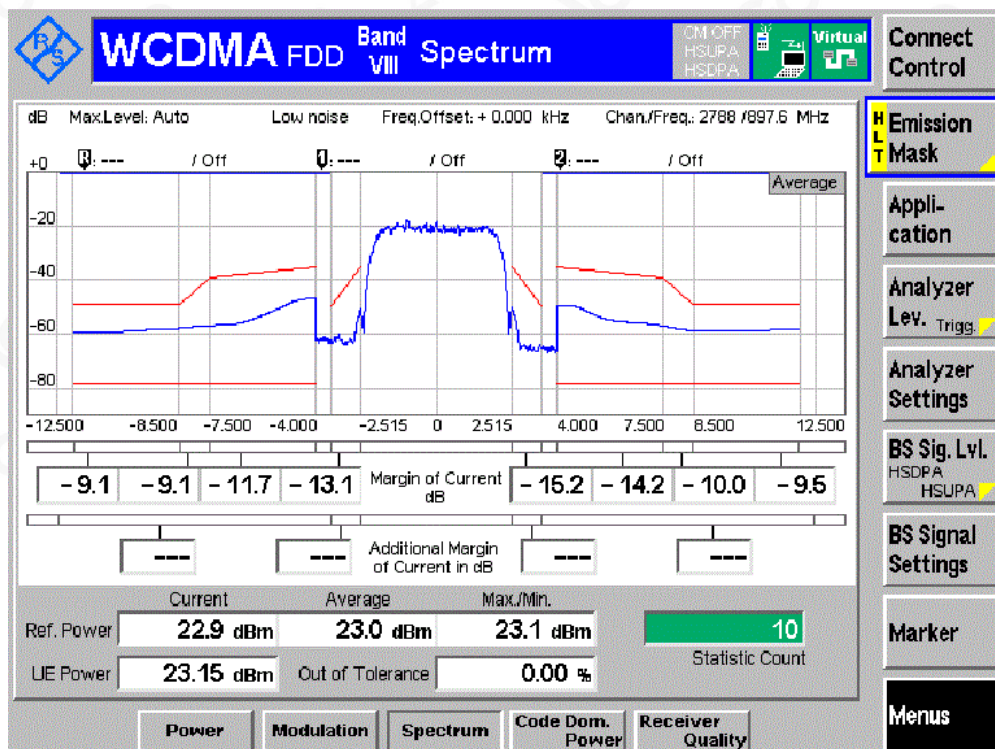 R/S WCDMA FDD Band VIII Spectrum
CM OFF
HSUPA
HSDPA
Virtual
Connect Control
dB Max.Level: Auto Low noise Freq.Offset: + 0.000 kHz Chan./Freq.: 2788 /897.6 MHz
R: --- / Off 1: --- / Off 2: --- / Off
Average
+0
-20
-40
-60
-80
-12.500 -8.500 -7.500 -4.000 -2.515 0 2.515 4.000 7.500 8.500 12.500
- 9.1 - 9.1 - 11.7 - 13.1 Margin of Current dB - 15.2 - 14.2 - 10.0 - 9.5
--- --- Additional Margin of Current in dB --- ---
Current Average Max./Min.
Ref. Power 22.9 dBm 23.0 dBm 23.1 dBm 10
Statistic Count
UE Power 23.15 dBm Out of Tolerance 0.00 %
HLT Emission Mask
Appli-
cation
Analyzer
Lev. Trigg.
Analyzer
Settings
BS Sig. Lvl.
HSDPA
HSUPA
BS Signal
Settings
Marker
Menus
Power Modulation Spectrum Code Dom. Power Receiver Quality